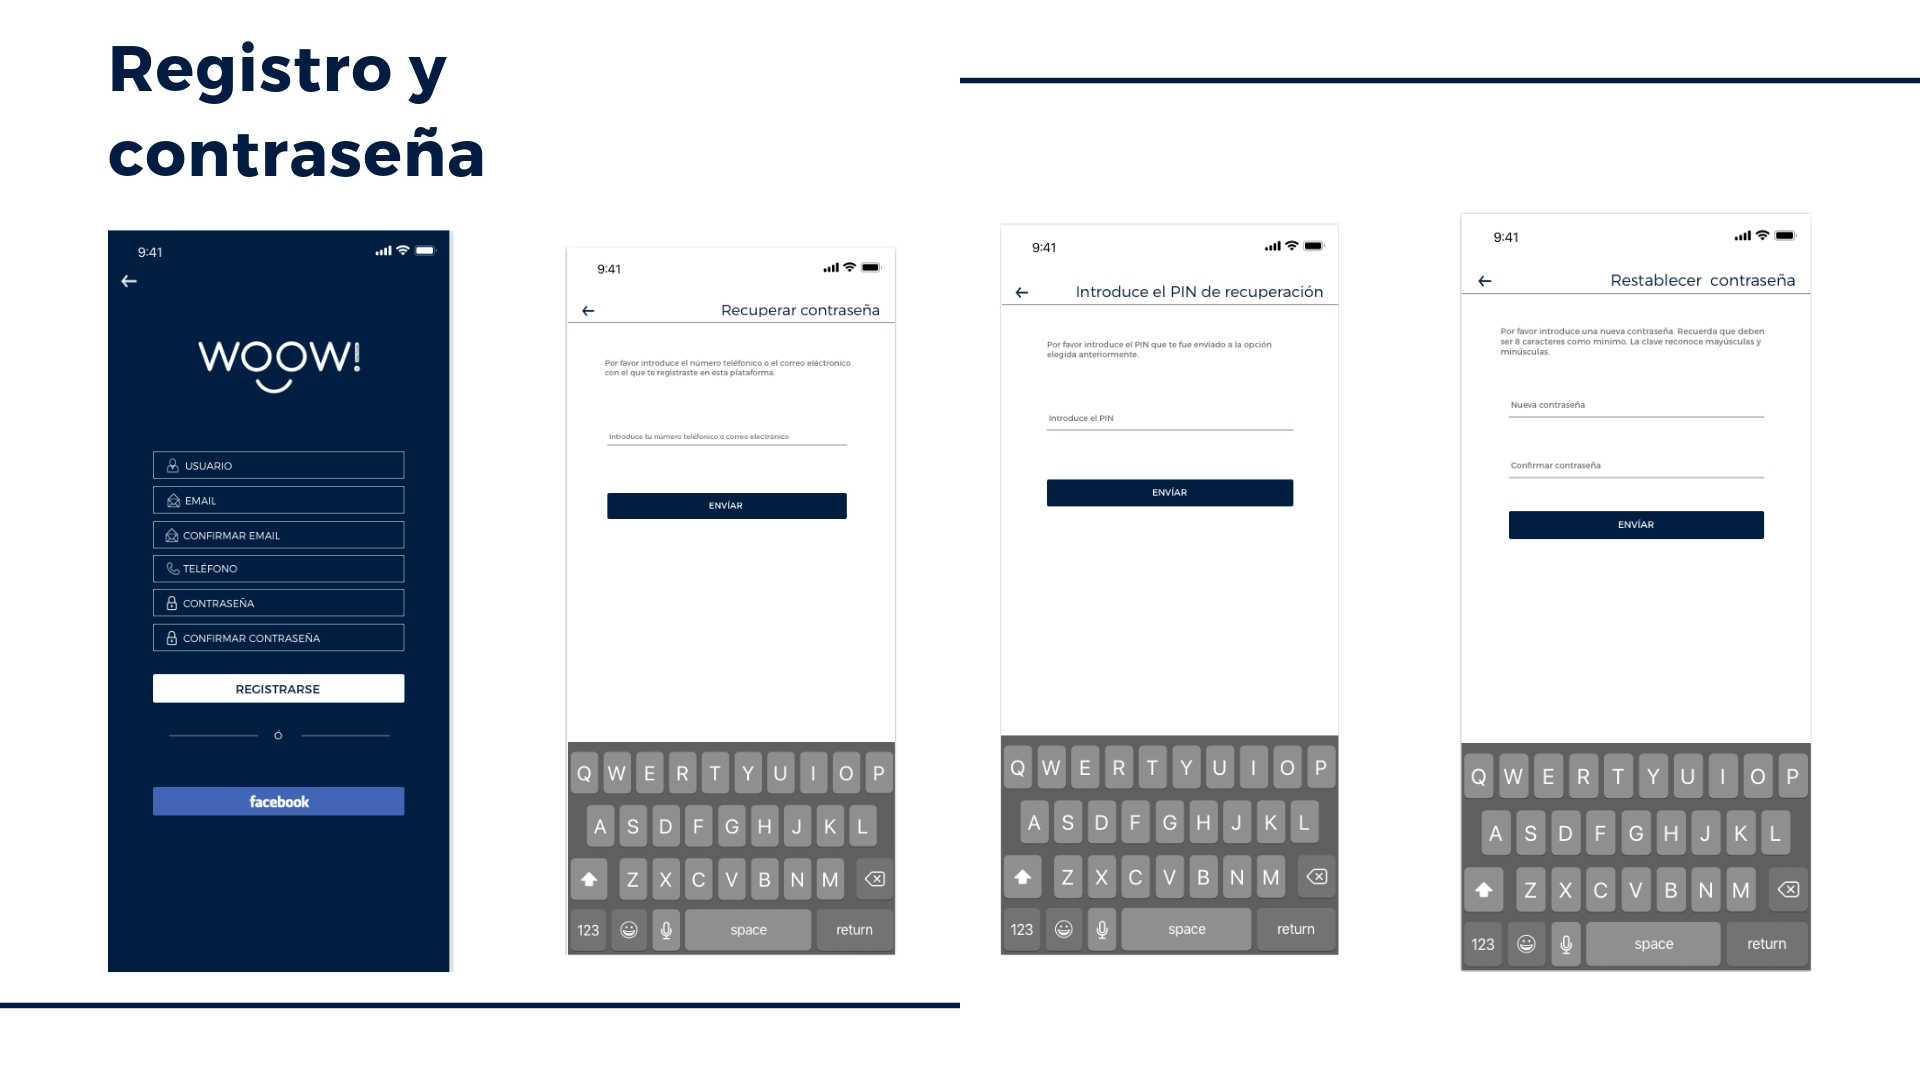 Registro y
contraseña
9:41
WOOW!
USUARIO
EMAIL
CONFIRMAR EMAIL
TELÉFONO
CONTRASEÑA
CONFIRMAR CONTRASEÑA
REGISTRARSE
Ó
facebook
9:41
Recuperar contraseña
Por favor introduce el número teléfonico o el correo eléctronico
con el que te registraste en esta plataforma.
Introduce tu número teléfonico o correo electrónico
ENVÍAR
Q W E R T Y U I O P
A S D F G H J K L
Z X C V B N M
123 space return
9:41
Introduce el PIN de recuperación
Por favor introduce el PIN que te fue enviado a la opción
elegida anteriormente.
Introduce el PIN
ENVÍAR
Q W E R T Y U I O P
A S D F G H J K L
Z X C V B N M
123 space return
9:41
Restablecer contraseña
Por favor introduce una nueva contraseña. Recuerda que deben
ser 8 caracteres como mínimo. La clave reconoce mayúsculas y
minúsculas.
Nueva contraseña
Confirmar contraseña
ENVÍAR
Q W E R T Y U I O P
A S D F G H J K L
Z X C V B N M
123 space return